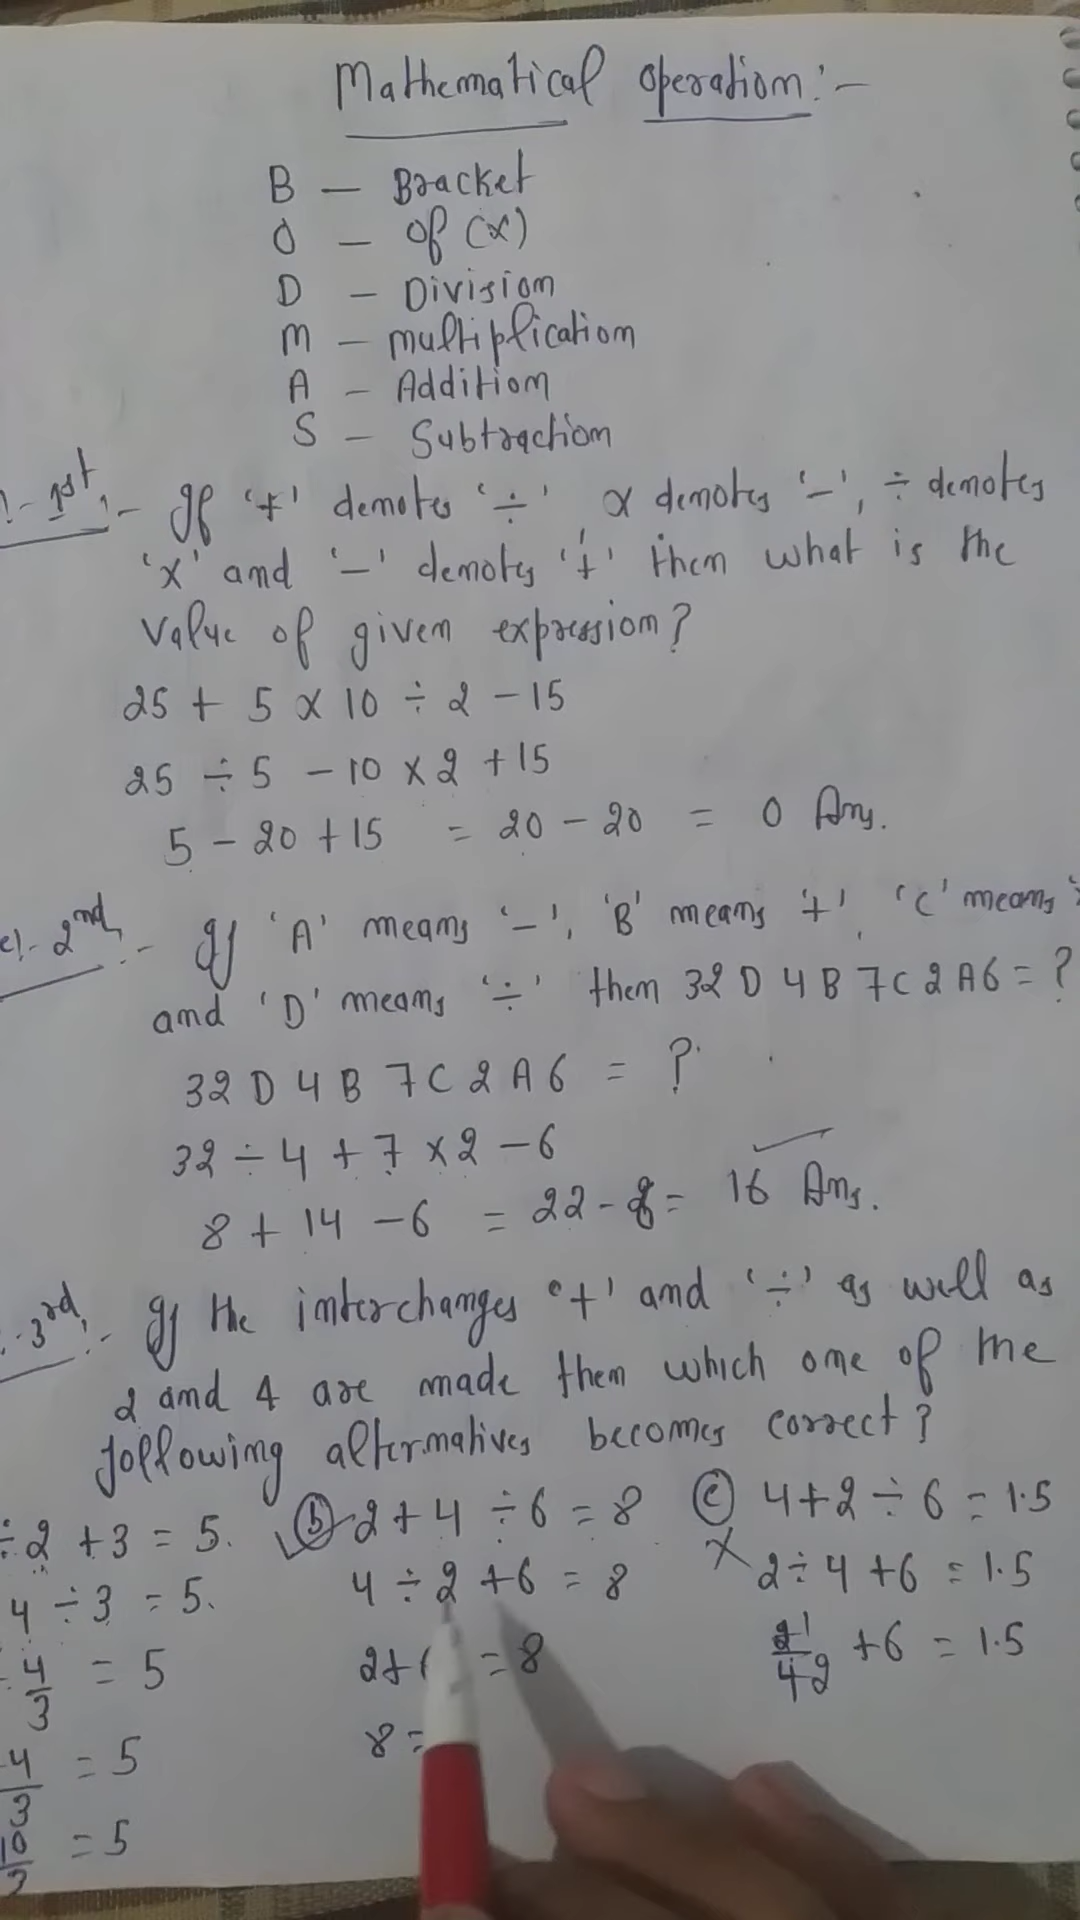 Mathematical Operation :-
B - Bracket
O - of (x)
D - Division
M - multiplication
A - Addition
S - Subtraction
1st :- If '+' denotes '÷', x denotes '-', ÷ denotes
'x' and '-' denotes '+' then what is the
Value of given expression?
25 + 5 x 10 ÷ 2 - 15
25 ÷ 5 - 10 x 2 + 15
5 - 20 + 15 = 20 - 20 = 0 Ans.
2nd :- If 'A' means '-', 'B' means '+', 'C' means
and 'D' means '÷' then 32 D 4 B 7 C 2 A 6 = ?
32 D 4 B 7 C 2 A 6 = ?
32 ÷ 4 + 7 x 2 - 6
8 + 14 - 6 = 22 - 6 = 16 Ans.
3rd :- If the interchanges '+' and '÷' as well as
2 and 4 are made then which one of the
following alternatives becomes correct?
÷ 2 + 3 = 5. (b) 2 + 4 ÷ 6 = 8 (c) 4 + 2 ÷ 6 = 1.5
4 ÷ 3 = 5. 4 ÷ 2 + 6 = 8 x 2 ÷ 4 + 6 = 1.5
4/3 = 5 2 + = 8 2 1/4 2 + 6 = 1.5
4/3 = 5 8 =
10/3 = 5